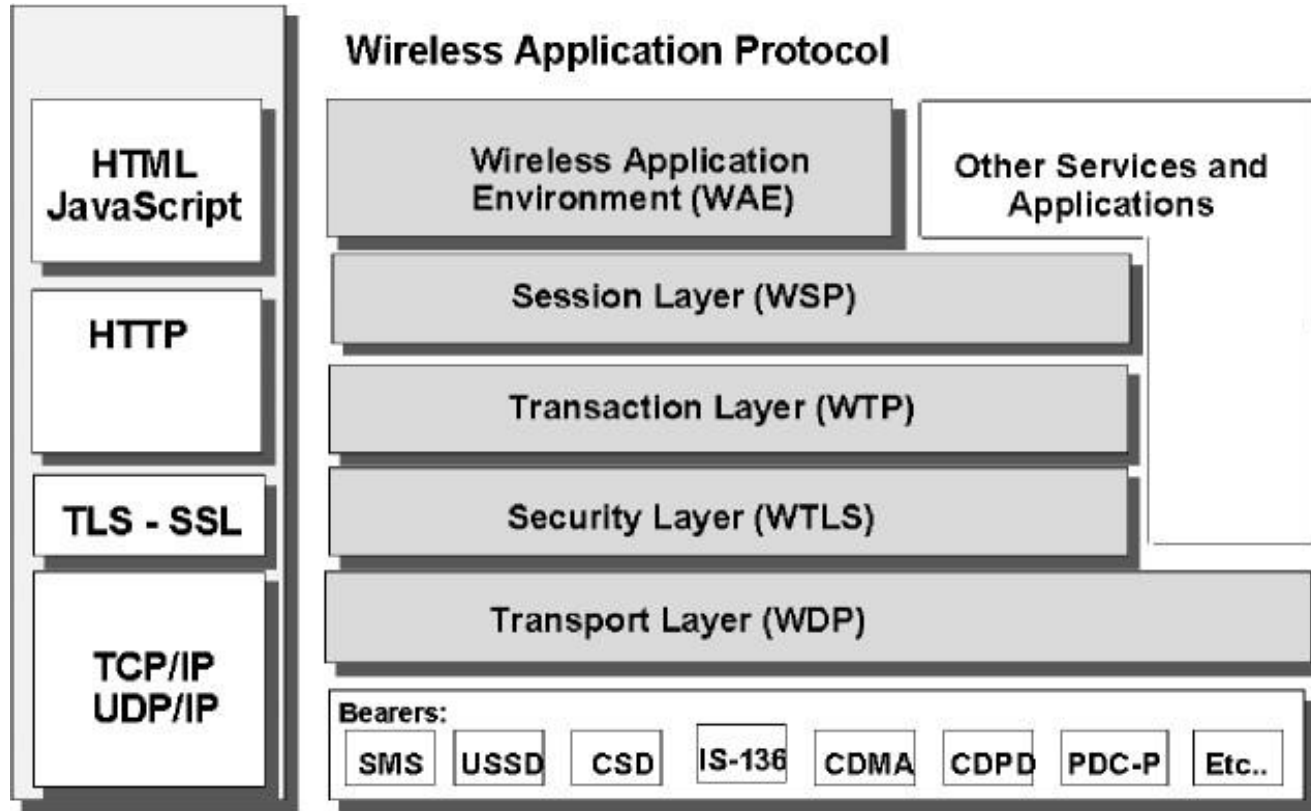 Wireless Application Protocol
HTML
JavaScript
HTTP
TLS - SSL
TCP/IP
UDP/IP
Wireless Application
Environment (WAE)
Other Services and
Applications
Session Layer (WSP)
Transaction Layer (WTP)
Security Layer (WTLS)
Transport Layer (WDP)
Bearers:
SMS
USSD
CSD
IS-136
CDMA
CDPD
PDC-P
Etc..